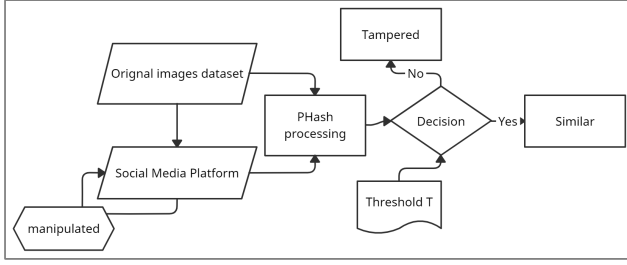 Tampered
No
Orignal images dataset
PHash
processing
Decision
Yes
Similar
Social Media Platform
Threshold T
manipulated